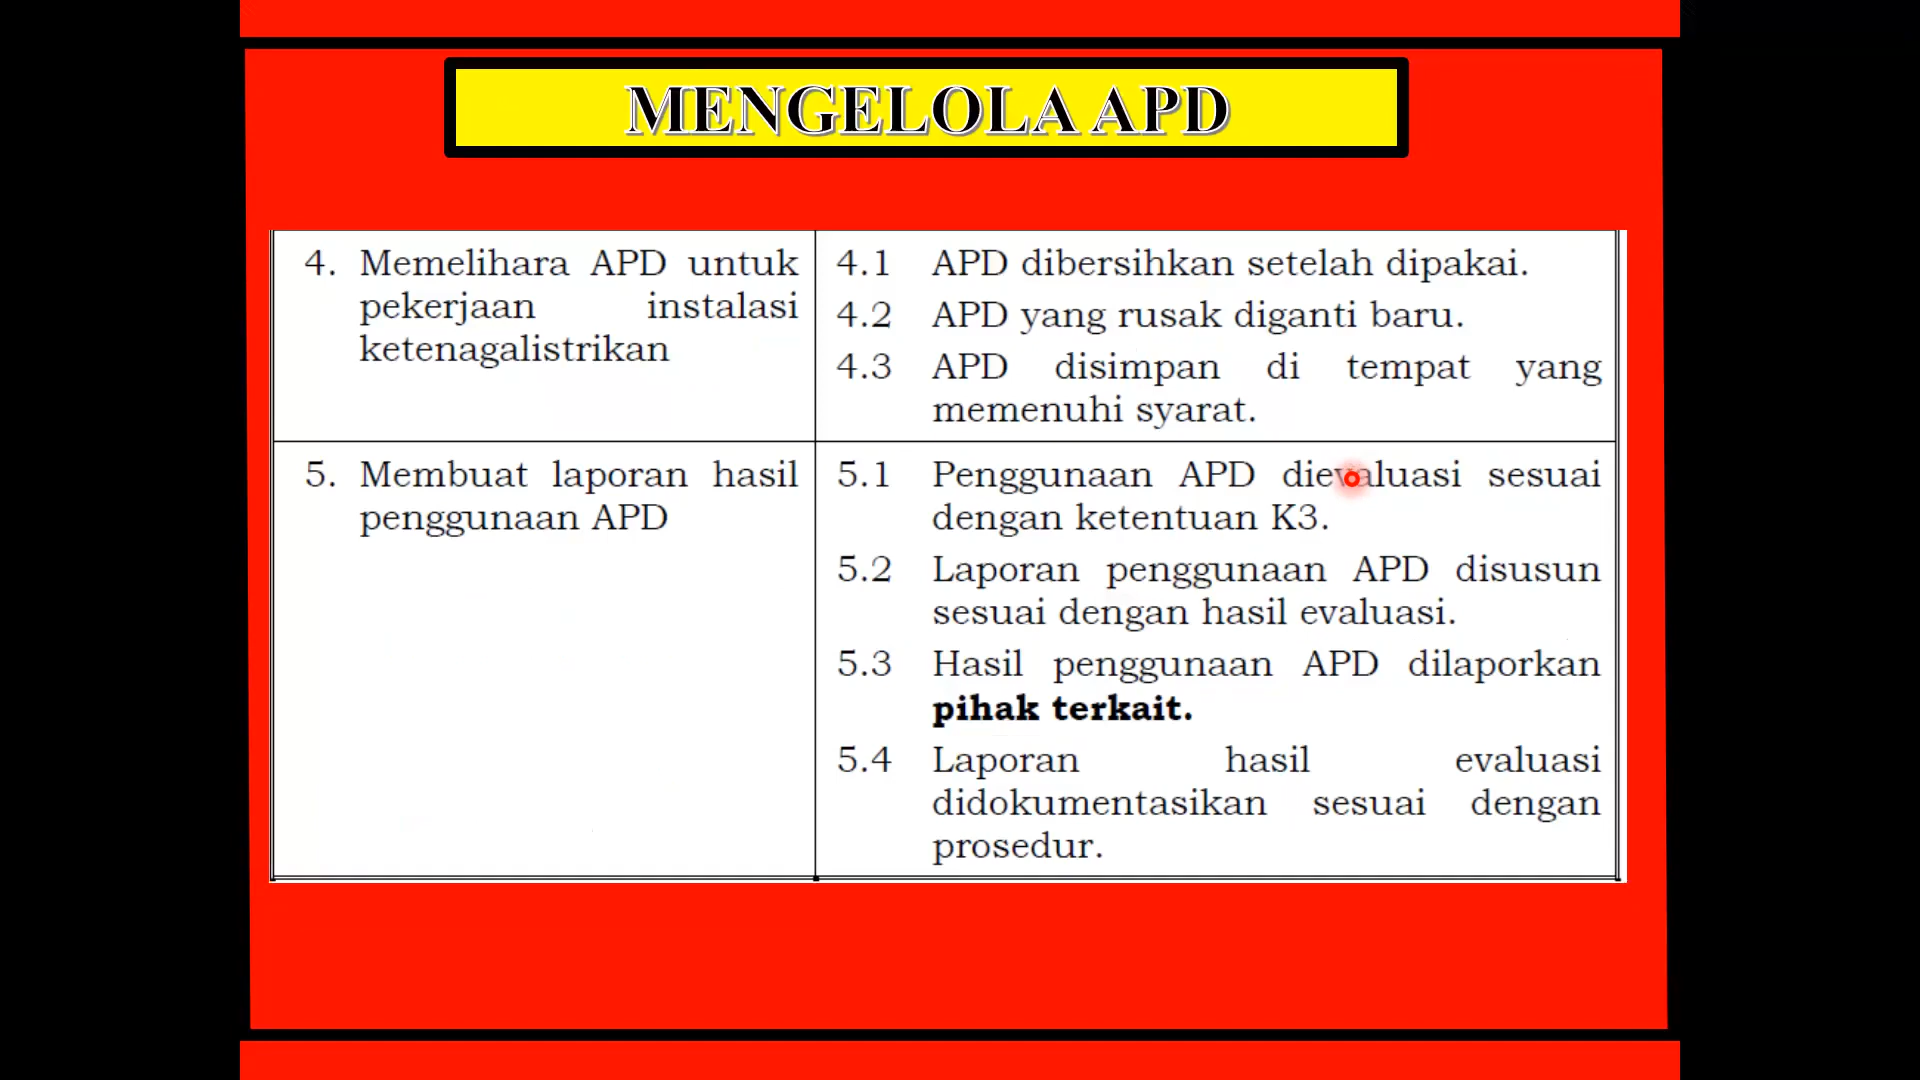 MENGELOLA APD
4. Memelihara APD untuk
pekerjaan instalasi
ketenagalistrikan
4.1 APD dibersihkan setelah dipakai.
4.2 APD yang rusak diganti baru.
4.3 APD disimpan di tempat yang
memenuhi syarat.
5. Membuat laporan hasil
penggunaan APD
5.1 Penggunaan APD dievaluasi sesuai
dengan ketentuan K3.
5.2 Laporan penggunaan APD disusun
sesuai dengan hasil evaluasi.
5.3 Hasil penggunaan APD dilaporkan
pihak terkait.
5.4 Laporan hasil evaluasi
didokumentasikan sesuai dengan
prosedur.